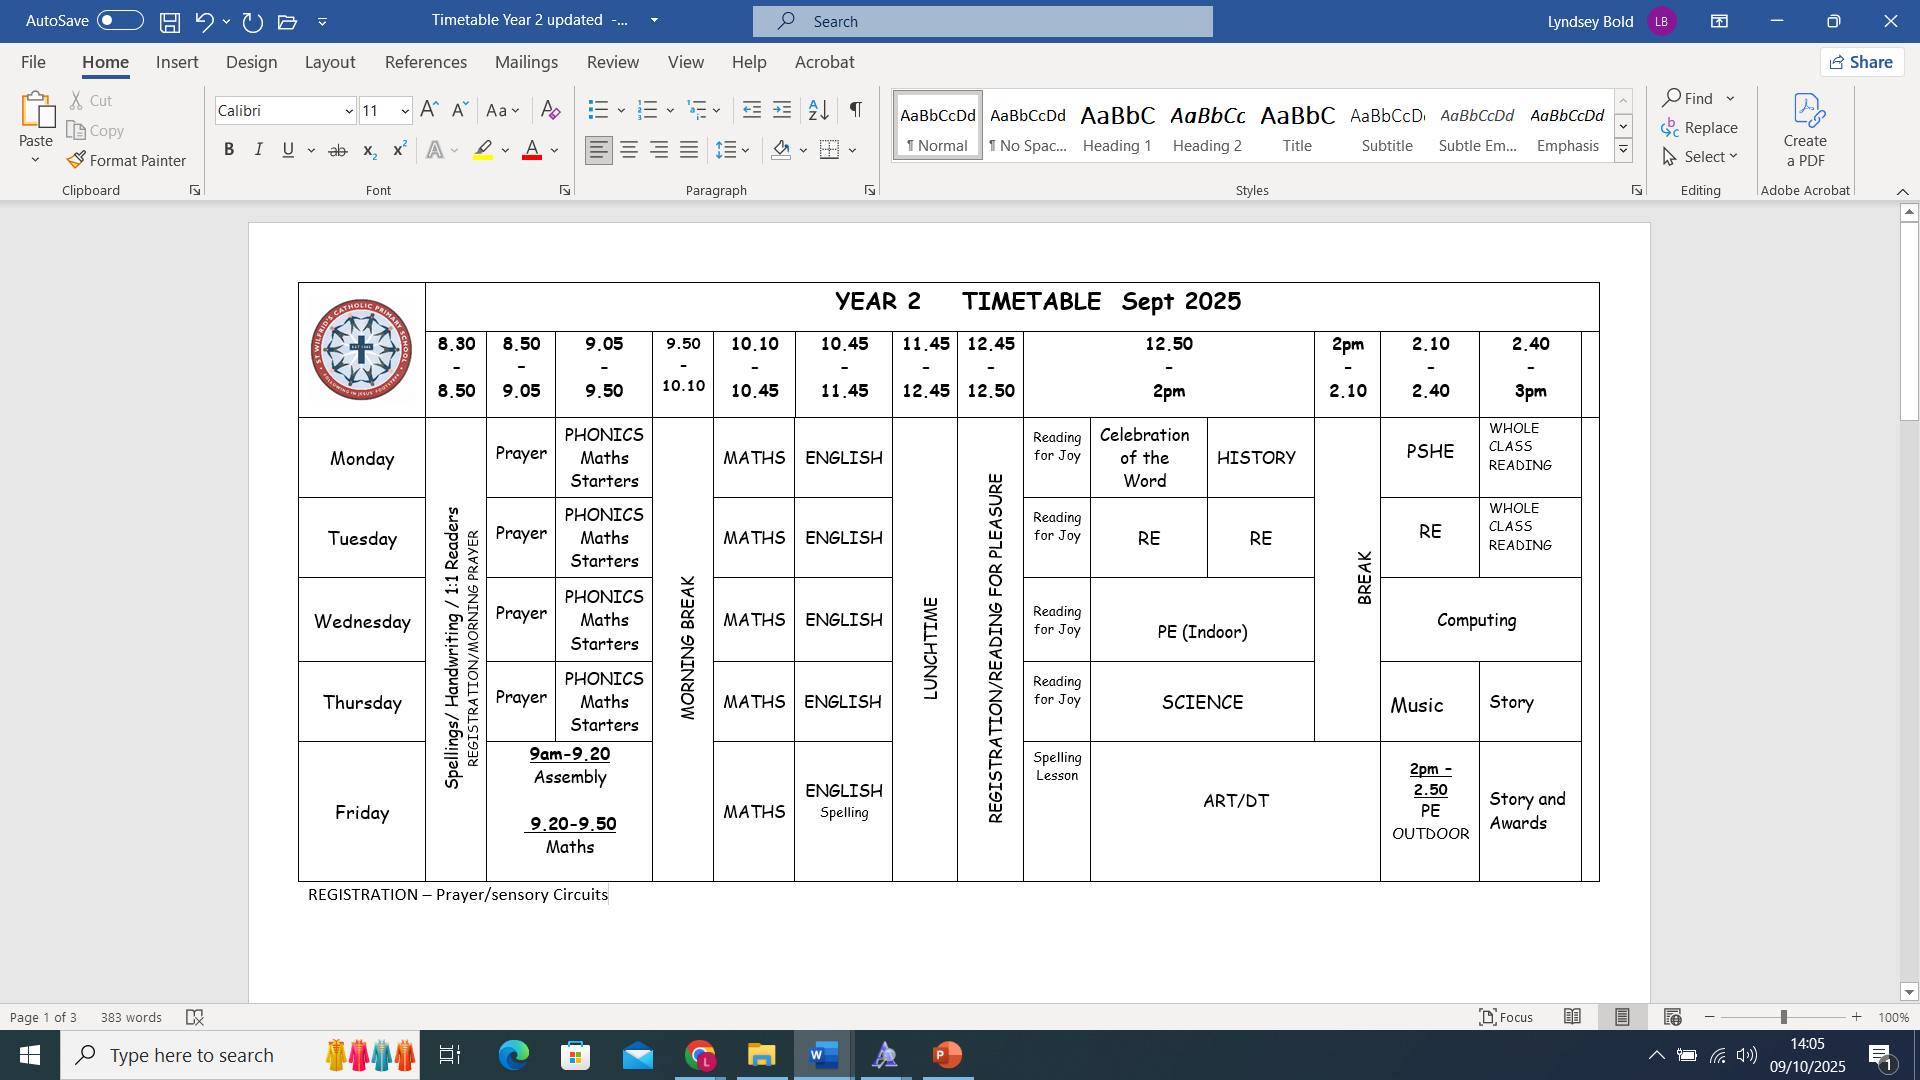 AutoSave
Timetable Year 2 updated -...
Search
Lyndsey Bold
LB
File
Home
Insert
Design
Layout
References
Mailings
Review
View
Help
Acrobat
Share
Paste
Cut
Copy
Format Painter
Clipboard
Calibri
11
Font
Paragraph
AaBbCcDd
¶ Normal
AaBbCcDd
¶ No Spac...
AaBbC
Heading 1
AaBbCc
Heading 2
AaBbC
Title
AaBbCcD
Subtitle
AaBbCcDd
Subtle Em...
AaBbCcDd
Emphasis
Styles
Find
Replace
Select
Editing
Create
a PDF
Adobe Acrobat
ST WILFRID'S CATHOLIC PRIMARY SCHOOL
FOLLOWING IN JESUS' FOOTSTEPS
YEAR 2 TIMETABLE Sept 2025
8.30
-
8.50
8.50
-
9.05
9.05
-
9.50
9.50
-
10.10
10.10
-
10.45
10.45
-
11.45
11.45
-
12.45
12.45
-
12.50
12.50
-
2pm
2pm
-
2.10
2.10
-
2.40
2.40
-
3pm
Spellings/ Handwriting / 1:1 Readers
REGISTRATION/MORNING PRAYER
MORNING BREAK
LUNCHTIME
REGISTRATION/READING FOR PLEASURE
BREAK
Monday
Prayer
PHONICS
Maths
Starters
MATHS
ENGLISH
Reading
for Joy
Celebration
of the
Word
HISTORY
PSHE
WHOLE
CLASS
READING
Tuesday
Prayer
PHONICS
Maths
Starters
MATHS
ENGLISH
Reading
for Joy
RE
RE
RE
WHOLE
CLASS
READING
Wednesday
Prayer
PHONICS
Maths
Starters
MATHS
ENGLISH
Reading
for Joy
PE (Indoor)
Computing
Thursday
Prayer
PHONICS
Maths
Starters
MATHS
ENGLISH
Reading
for Joy
SCIENCE
Music
Story
Friday
9am-9.20
Assembly
9.20-9.50
Maths
MATHS
ENGLISH
Spelling
Spelling
Lesson
ART/DT
2pm –
2.50
PE
OUTDOOR
Story and
Awards
REGISTRATION – Prayer/sensory Circuits
Page 1 of 3
383 words
Focus
100%
Type here to search
14:05
09/10/2025
1